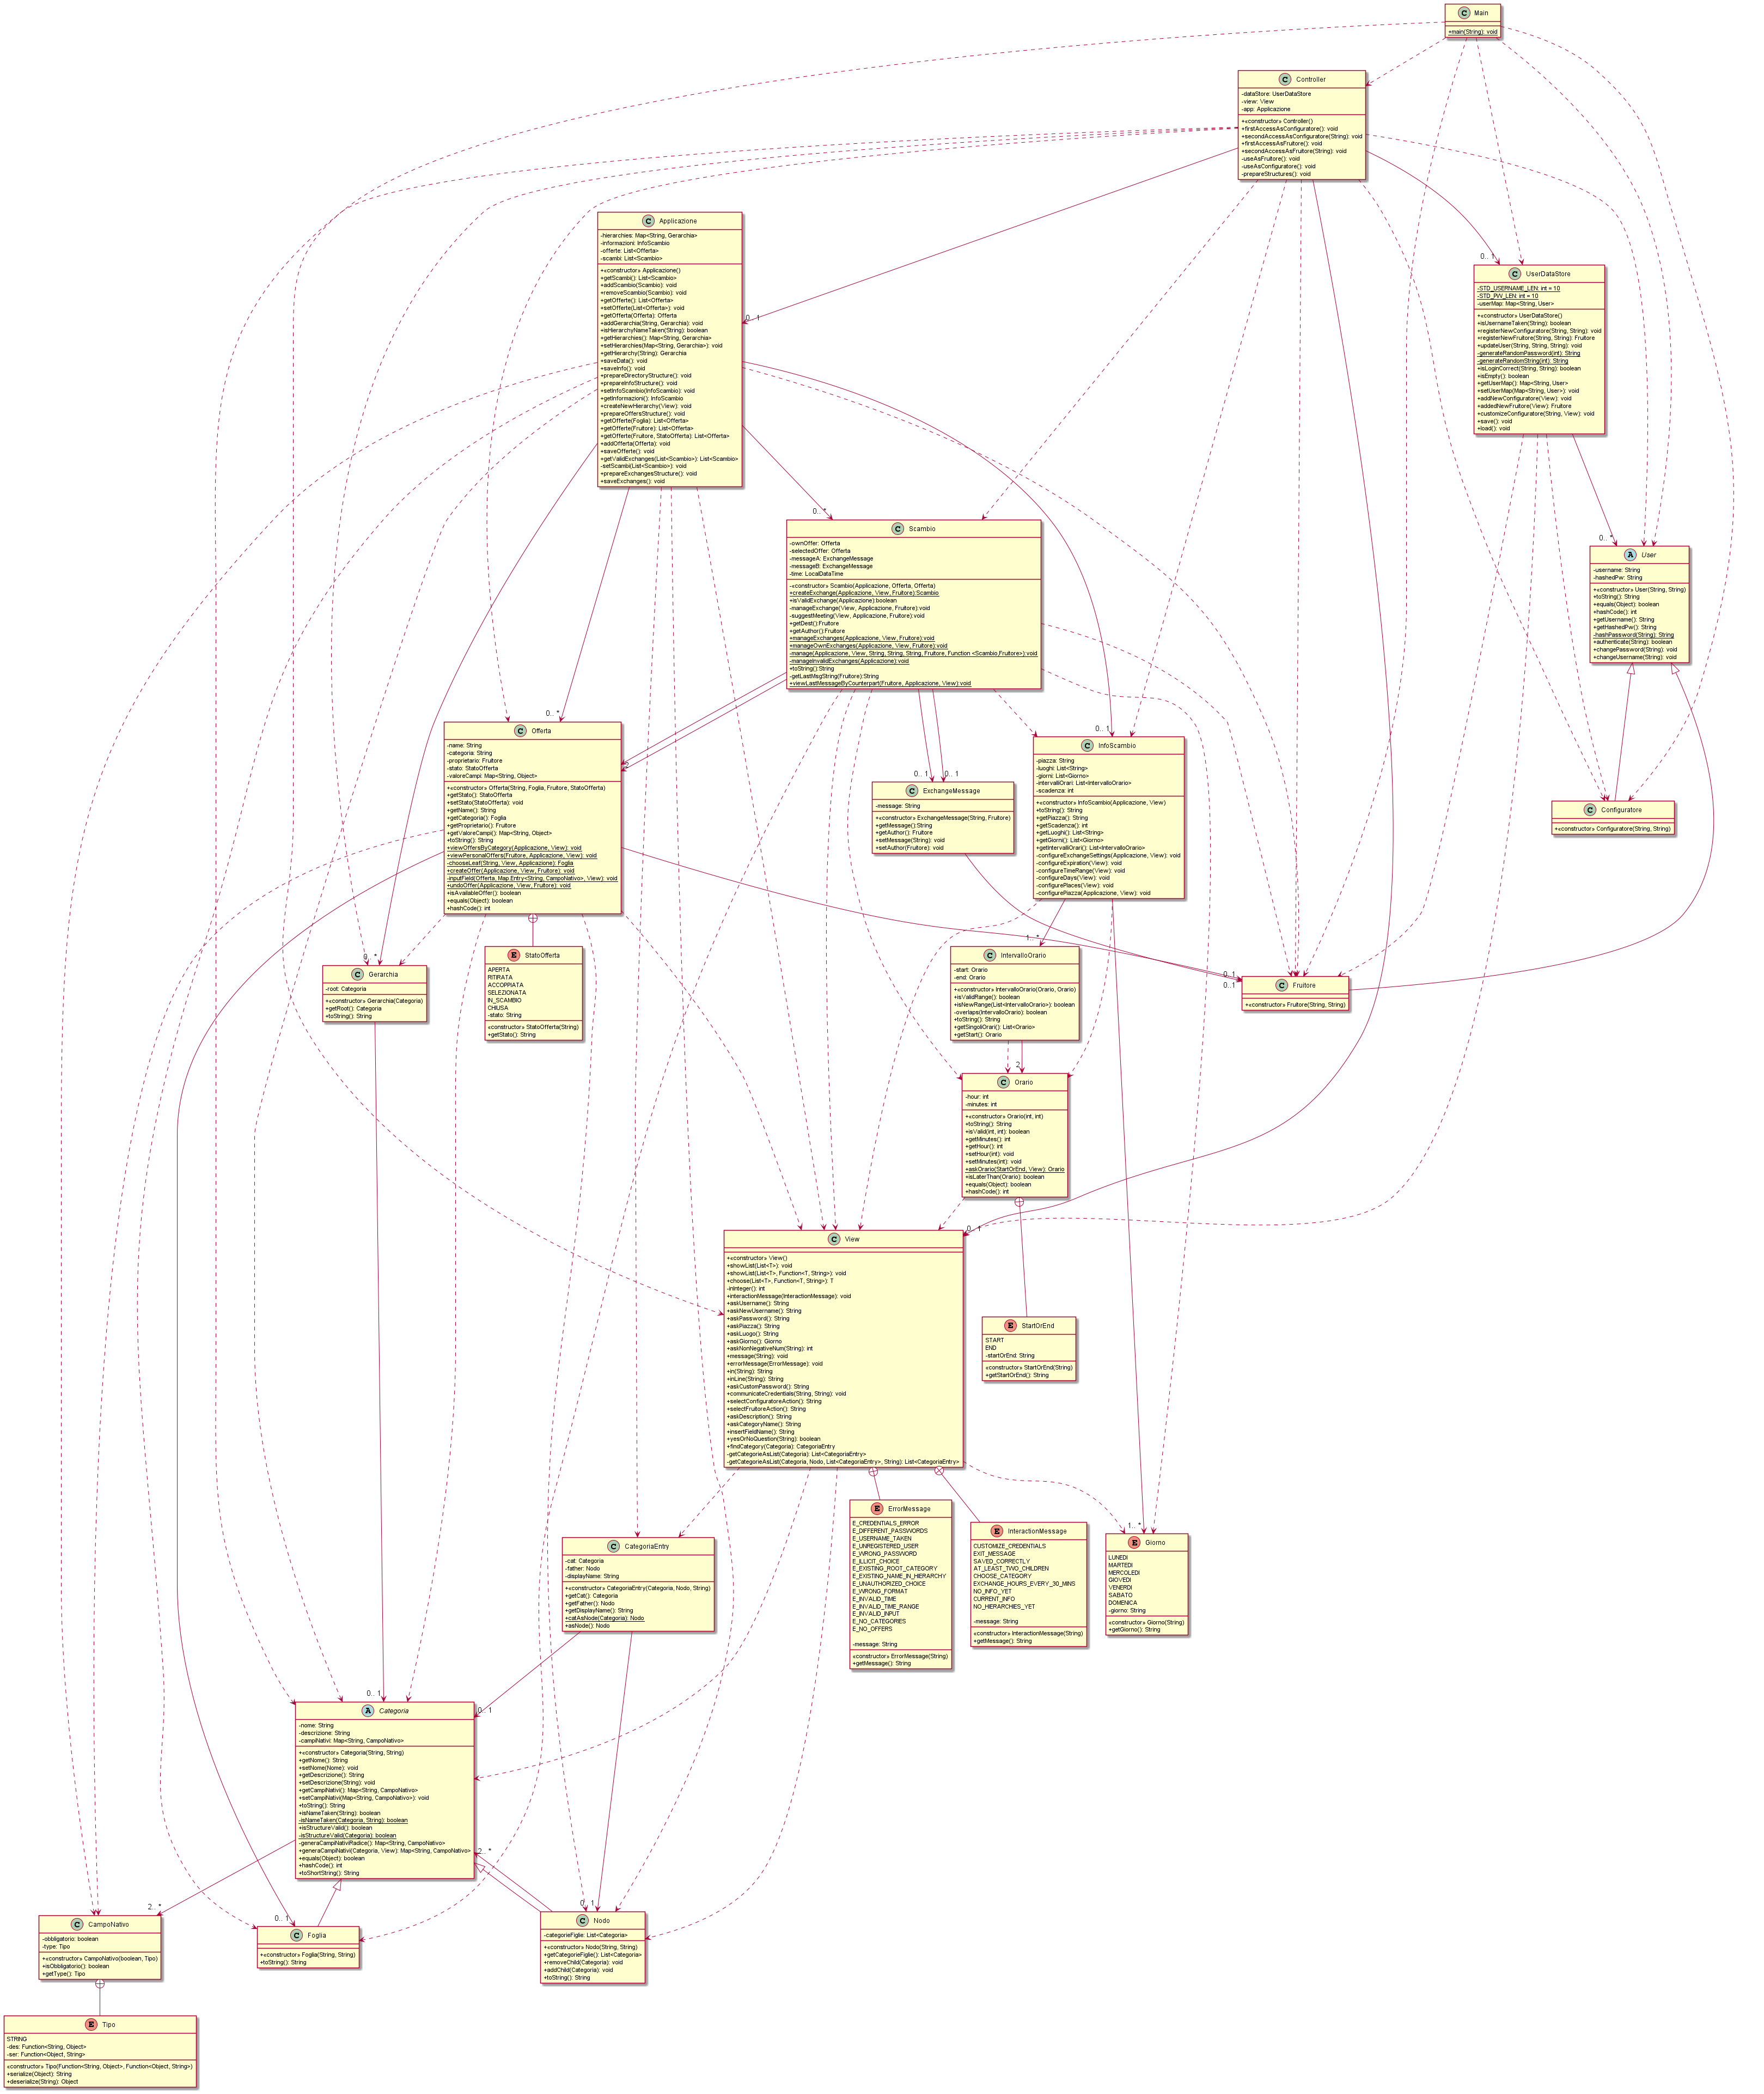 C Main
+main(String): void
C Controller
-dataStore: UserDataStore
-view: View
-app: Applicazione
+«constructor» Controller()
+firstAccessAsConfiguratore(): void
+secondAccessAsConfiguratore(String): void
+firstAccessAsFruitore(): void
+secondAccessAsFruitore(String): void
-useAsFruitore(): void
-useAsConfiguratore(): void
-prepareStructures(): void
C Applicazione
-hierarchies: Map<String, Gerarchia>
-informazioni: InfoScambio
-offerte: List<Offerta>
-scambi: List<Scambio>
+«constructor» Applicazione()
+getScambi(): List<Scambio>
+addScambio(Scambio): void
+removeScambio(Scambio): void
+getOfferte(): List<Offerta>
+setOfferte(List<Offerta>): void
+getOfferta(Offerta): Offerta
+addGerarchia(String, Gerarchia): void
+isHierarchyNameTaken(String): boolean
+getHierarchies(): Map<String, Gerarchia>
+setHierarchies(Map<String, Gerarchia>): void
+getHierarchy(String): Gerarchia
+saveData(): void
+saveInfo(): void
+prepareDirectoryStructure(): void
+prepareInfoStructure(): void
+setInfoScambio(InfoScambio): void
+getInformazioni(): InfoScambio
+createNewHierarchy(View): void
+prepareOffersStructure(): void
+getOfferte(Foglia): List<Offerta>
+getOfferte(Fruitore): List<Offerta>
+getOfferte(Fruitore, StatoOfferta): List<Offerta>
+addOfferta(Offerta): void
+saveOfferte(): void
+getValidExchanges(List<Scambio>): List<Scambio>
-setScambi(List<Scambio>): void
+prepareExchangesStructure(): void
+saveExchanges(): void
0.. 1
0.. 1
C UserDataStore
-STD_USERNAME_LEN: int = 10
-STD_PW_LEN: int = 10
-userMap: Map<String, User>
+«constructor» UserDataStore()
+isUsernameTaken(String): boolean
+registerNewConfiguratore(String, String): void
+registerNewFruitore(String, String): Fruitore
+updateUser(String, String, String): void
-generateRandomPassword(int): String
-generateRandomString(int): String
+isLoginCorrect(String, String): boolean
+isEmpty(): boolean
+getUserMap(): Map<String, User>
+setUserMap(Map<String, User>): void
+addNewConfiguratore(View): void
+addedNewFruitore(View): Fruitore
+customizeConfiguratore(String, View): void
+save(): void
+load(): void
0.. *
C Scambio
-ownOffer: Offerta
-selectedOffer: Offerta
-messageA: ExchangeMessage
-messageB: ExchangeMessage
-time: LocalDataTime
-«constructor» Scambio(Applicazione, Offerta, Offerta)
+createExchange(Applicazione, View, Fruitore):Scambio
+isValidExchange(Applicazione):boolean
-manageExchange(View, Applicazione, Fruitore):void
-suggestMeeting(View, Applicazione, Fruitore):void
+getDest():Fruitore
+getAuthor():Fruitore
+manageExchanges(Applicazione, View, Fruitore):void
+manageOwnExchanges(Applicazione, View, Fruitore):void
-manage(Applicazione, View, String, String, String, Fruitore, Function <Scambio,Fruitore>):void
-manageInvalidExchanges(Applicazione):void
+toString():String
-getLastMsgString(Fruitore):String
+viewLastMessageByCounterpart(Fruitore, Applicazione, View):void
0.. *
A User
-username: String
-hashedPw: String
+«constructor» User(String, String)
+toString(): String
+equals(Object): boolean
+hashCode(): int
+getUsername(): String
+getHashedPw(): String
-hashPassword(String): String
+authenticate(String): boolean
+changePassword(String): void
+changeUsername(String): void
0.. *
C Offerta
-name: String
-categoria: String
-proprietario: Fruitore
-stato: StatoOfferta
-valoreCampi: Map<String, Object>
+«constructor» Offerta(String, Foglia, Fruitore, StatoOfferta)
+getStato(): StatoOfferta
+setStato(StatoOfferta): void
+getName(): String
+getCategoria(): Foglia
+getProprietario(): Fruitore
+getValoreCampi(): Map<String, Object>
+toString(): String
+viewOffersByCategory(Applicazione, View): void
+viewPersonalOffers(Fruitore, Applicazione, View): void
-chooseLeaf(String, View, Applicazione): Foglia
+createOffer(Applicazione, View, Fruitore): void
-inputField(Offerta, Map.Entry<String, CampoNativo>, View): void
+undoOffer(Applicazione, View, Fruitore): void
+isAvailableOffer(): boolean
+equals(Object): boolean
+hashCode(): int
2
0.. 1
0.. 1
C ExchangeMessage
-message: String
+«constructor» ExchangeMessage(String, Fruitore)
+getMessage():String
+getAuthor(): Fruitore
+setMessage(String): void
+setAuthor(Fruitore): void
0.. 1
C InfoScambio
-piazza: String
-luoghi: List<String>
-giorni: List<Giorno>
-intervalliOrari: List<IntervalloOrario>
-scadenza: int
+«constructor» InfoScambio(Applicazione, View)
+toString(): String
+getPiazza(): String
+getScadenza(): int
+getLuoghi(): List<String>
+getGiorni(): List<Giorno>
+getIntervalliOrari(): List<IntervalloOrario>
-configureExchangeSettings(Applicazione, View): void
-configureExpiration(View): void
-configureTimeRange(View): void
-configureDays(View): void
-configurePlaces(View): void
-configurePiazza(Applicazione, View): void
C Configuratore
+«constructor» Configuratore(String, String)
E StatoOfferta
APERTA
RITIRATA
ACCOPPIATA
SELEZIONATA
IN_SCAMBIO
CHIUSA
-stato: String
«constructor» StatoOfferta(String)
+getStato(): String
0.. *
C Gerarchia
-root: Categoria
+«constructor» Gerarchia(Categoria)
+getRoot(): Categoria
+toString(): String
1.. *
C IntervalloOrario
-start: Orario
-end: Orario
+«constructor» IntervalloOrario(Orario, Orario)
+isValidRange(): boolean
+isNewRange(List<IntervalloOrario>): boolean
-overlaps(IntervalloOrario): boolean
+toString(): String
+getSingoliOrari(): List<Orario>
+getStart(): Orario
0..1
0..1
C Fruitore
+«constructor» Fruitore(String, String)
2
C Orario
-hour: int
-minutes: int
+«constructor» Orario(int, int)
+toString(): String
+isValid(int, int): boolean
+getMinutes(): int
+getHour(): int
+setHour(int): void
+setMinutes(int): void
+askOrario(StartOrEnd, View): Orario
+isLaterThan(Orario): boolean
+equals(Object): boolean
+hashCode(): int
0.. 1
C View
+«constructor» View()
+showList(List<T>): void
+showList(List<T>, Function<T, String>): void
+choose(List<T>, Function<T, String>): T
-inInteger(): int
+interactionMessage(InteractionMessage): void
+askUsername(): String
+askNewUsername(): String
+askPassword(): String
+askPiazza(): String
+askLuogo(): String
+askGiorno(): Giorno
+askNonNegativeNum(String): int
+message(String): void
+errorMessage(ErrorMessage): void
+in(String): String
+inLine(String): String
+askCustomPassword(): String
+communicateCredentials(String, String): void
+selectConfiguratoreAction(): String
+selectFruitoreAction(): String
+askDescription(): String
+askCategoryName(): String
+insertFieldName(): String
+yesOrNoQuestion(String): boolean
+findCategory(Categoria): CategoriaEntry
-getCategorieAsList(Categoria): List<CategoriaEntry>
-getCategorieAsList(Categoria, Nodo, List<CategoriaEntry>, String): List<CategoriaEntry>
E StartOrEnd
START
END
-startOrEnd: String
«constructor» StartOrEnd(String)
+getStartOrEnd(): String
E ErrorMessage
E_CREDENTIALS_ERROR
E_DIFFERENT_PASSWORDS
E_USERNAME_TAKEN
E_UNREGISTERED_USER
E_WRONG_PASSWORD
E_ILLICIT_CHOICE
E_EXISTING_ROOT_CATEGORY
E_EXISTING_NAME_IN_HIERARCHY
E_UNAUTHORIZED_CHOICE
E_WRONG_FORMAT
E_INVALID_TIME
E_INVALID_TIME_RANGE
E_INVALID_INPUT
E_NO_CATEGORIES
E_NO_OFFERS
-message: String
«constructor» ErrorMessage(String)
+getMessage(): String
E InteractionMessage
CUSTOMIZE_CREDENTIALS
EXIT_MESSAGE
SAVED_CORRECTLY
AT_LEAST_TWO_CHILDREN
CHOOSE_CATEGORY
EXCHANGE_HOURS_EVERY_30_MINS
NO_INFO_YET
CURRENT_INFO
NO_HIERARCHIES_YET
-message: String
«constructor» InteractionMessage(String)
+getMessage(): String
1.. *
E Giorno
LUNEDI
MARTEDI
MERCOLEDI
GIOVEDI
VENERDI
SABATO
DOMENICA
-giorno: String
«constructor» Giorno(String)
+getGiorno(): String
C CategoriaEntry
-cat: Categoria
-father: Nodo
-displayName: String
+«constructor» CategoriaEntry(Categoria, Nodo, String)
+getCat(): Categoria
+getFather(): Nodo
+getDisplayName(): String
+catAsNode(Categoria): Nodo
+asNode(): Nodo
0.. 1
0.. 1
A Categoria
-nome: String
-descrizione: String
-campiNativi: Map<String, CampoNativo>
+«constructor» Categoria(String, String)
+getNome(): String
+setNome(Nome): void
+getDescrizione(): String
+setDescrizione(String): void
+getCampiNativi(): Map<String, CampoNativo>
+setCampiNativi(Map<String, CampoNativo>): void
+toString(): String
+isNameTaken(String): boolean
-isNameTaken(Categoria, String): boolean
+isStructureValid(): boolean
-isStructureValid(Categoria): boolean
-generaCampiNativiRadice(): Map<String, CampoNativo>
+generaCampiNativi(Categoria, View): Map<String, CampoNativo>
+equals(Object): boolean
+hashCode(): int
+toShortString(): String
2.. *
2.. *
C CampoNativo
-obbligatorio: boolean
-type: Tipo
+«constructor» CampoNativo(boolean, Tipo)
+isObbligatorio(): boolean
+getType(): Tipo
0.. 1
C Foglia
+«constructor» Foglia(String, String)
+toString(): String
0.. 1
C Nodo
-categorieFiglie: List<Categoria>
+«constructor» Nodo(String, String)
+getCategorieFiglie(): List<Categoria>
+removeChild(Categoria): void
+addChild(Categoria): void
+toString(): String
E Tipo
STRING
-des: Function<String, Object>
-ser: Function<Object, String>
«constructor» Tipo(Function<String, Object>, Function<Object, String>)
+serialize(Object): String
+deserialize(String): Object